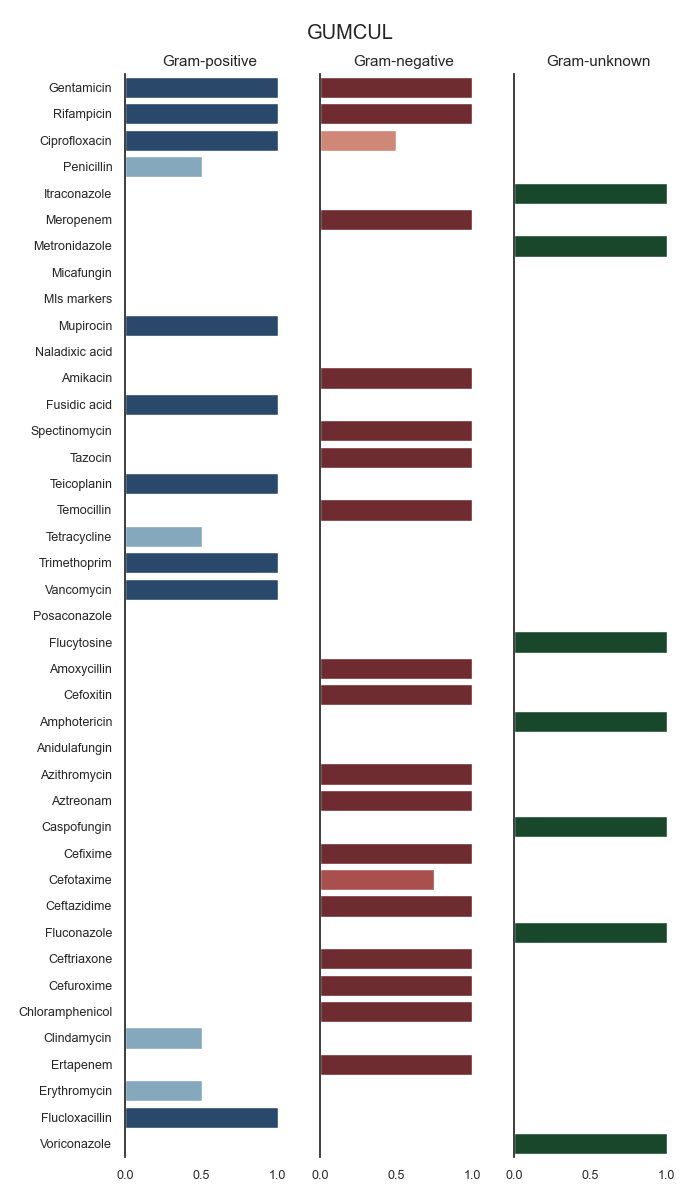 GUMCUL
Gram-positive Gram-negative Gram-unknown
Gentamicin
Rifampicin
Ciprofloxacin
Penicillin
Itraconazole
Meropenem
Metronidazole
Micafungin
Mls markers
Mupirocin
Naladixic acid
Amikacin
Fusidic acid
Spectinomycin
Tazocin
Teicoplanin
Temocillin
Tetracycline
Trimethoprim
Vancomycin
Posaconazole
Flucytosine
Amoxycillin
Cefoxitin
Amphotericin
Anidulafungin
Azithromycin
Aztreonam
Caspofungin
Cefixime
Cefotaxime
Ceftazidime
Fluconazole
Ceftriaxone
Cefuroxime
Chloramphenicol
Clindamycin
Ertapenem
Erythromycin
Flucloxacillin
Voriconazole
0.0 0.5 1.0 0.0 0.5 1.0 0.0 0.5 1.0